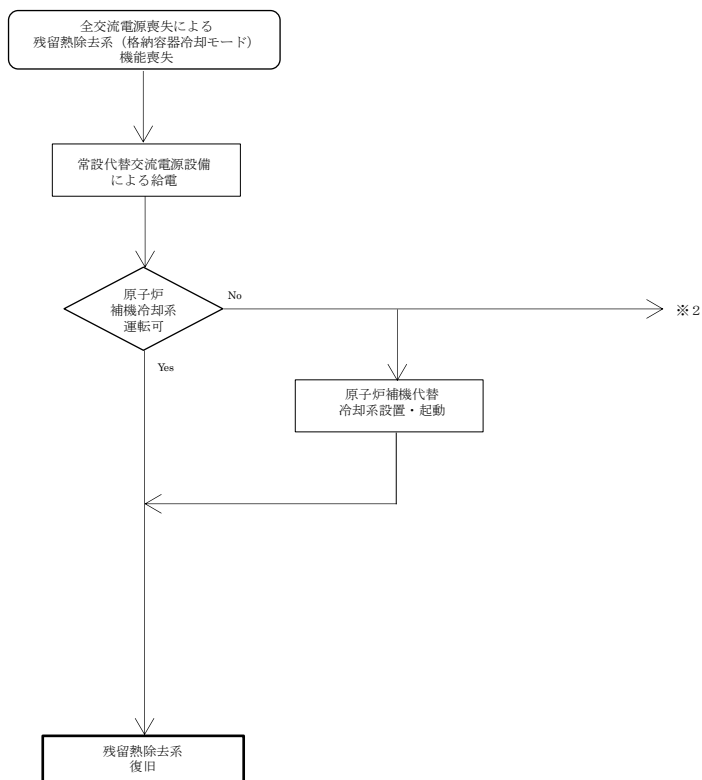 全交流電源喪失による
残留熱除去系（格納容器冷却モード）
機能喪失
常設代替交流電源設備
による給電
原子炉
補機冷却系
運転可
No
※2
Yes
原子炉補機代替
冷却系設置・起動
残留熱除去系
復旧